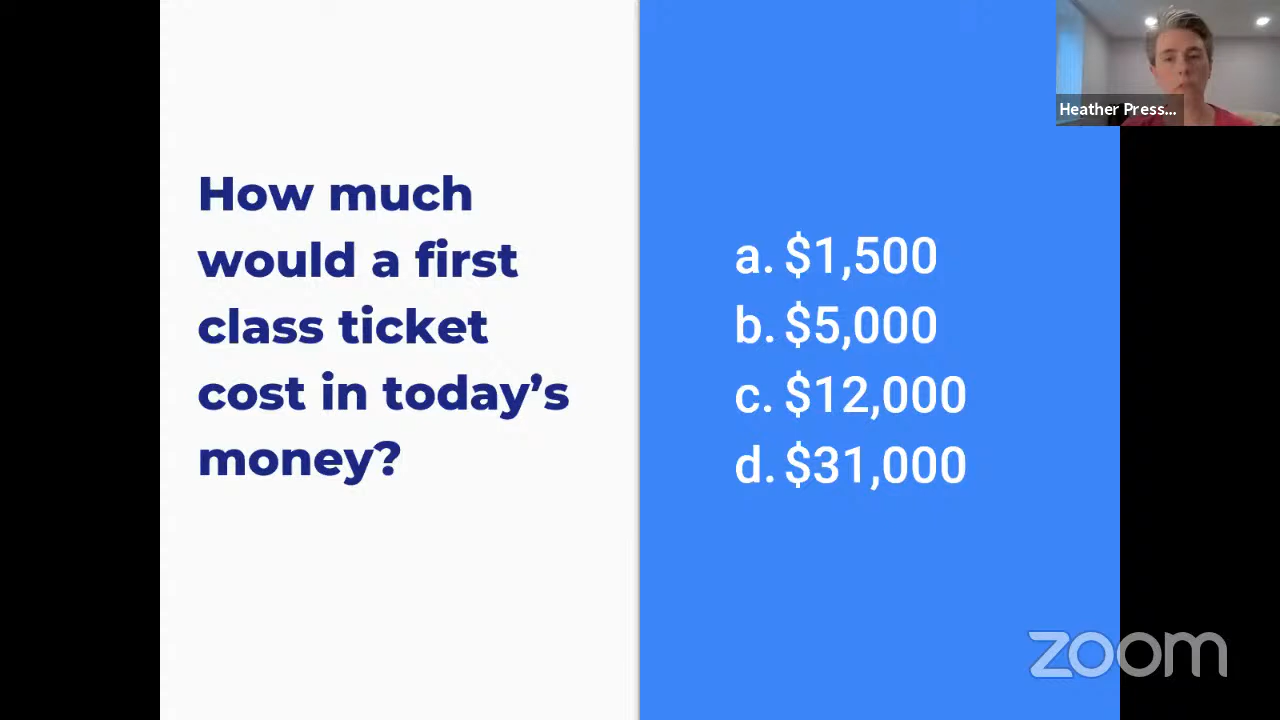 How much
would a first
class ticket
cost in today’s
money?
a. $1,500
b. $5,000
c. $12,000
d. $31,000
Heather Press...
zoom